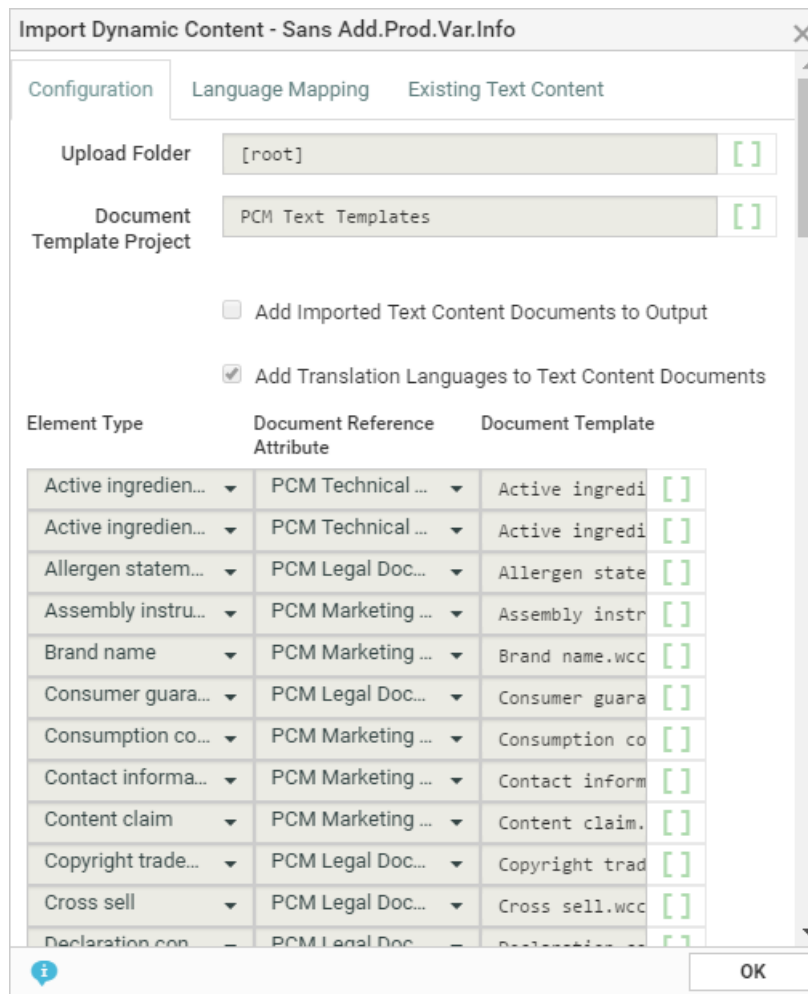 Import Dynamic Content - Sans Add.Prod.Var.Info
Configuration Language Mapping Existing Text Content
Upload Folder [root] [ ]
Document Template Project PCM Text Templates [ ]
Add Imported Text Content Documents to Output
Add Translation Languages to Text Content Documents
Element Type Document Reference Attribute Document Template
Active ingredien... PCM Technical ... Active ingredi [ ]
Active ingredien... PCM Technical ... Active ingredi [ ]
Allergen statem... PCM Legal Doc... Allergen state [ ]
Assembly instru... PCM Marketing ... Assembly instr [ ]
Brand name PCM Marketing ... Brand name.wcc [ ]
Consumer guara... PCM Legal Doc... Consumer guara [ ]
Consumption co... PCM Marketing ... Consumption co [ ]
Contact informa... PCM Marketing ... Contact inform [ ]
Content claim PCM Marketing ... Content claim. [ ]
Copyright trade... PCM Legal Doc... Copyright trad [ ]
Cross sell PCM Legal Doc... Cross sell.wcc [ ]
Declaration con PCM Legal Doc
OK